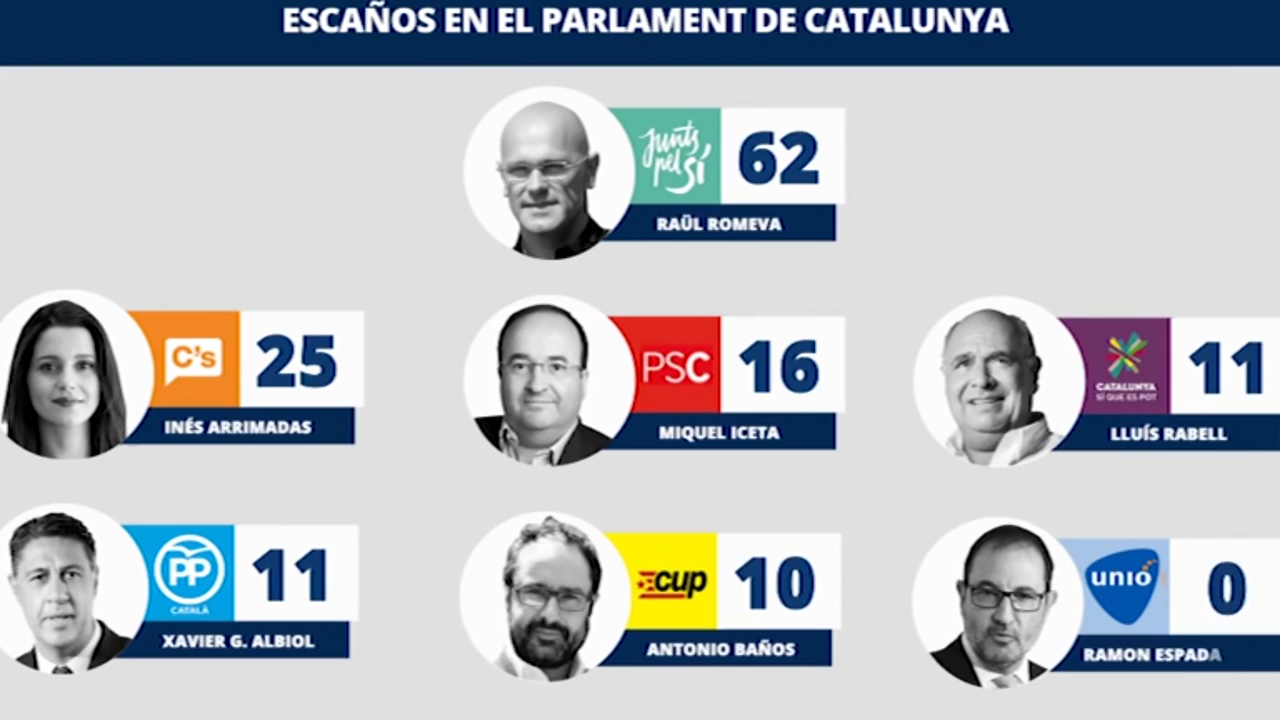 ESCAÑOS EN EL PARLAMENT DE CATALUNYA
Junts
pel SÍ
62
RAÜL ROMEVA
C's
25
INÉS ARRIMADAS
PSC
16
MIQUEL ICETA
CATALUNYA
SÍ QUE ES POT
11
LLUÍS RABELL
PP
CATALÀ
11
XAVIER G. ALBIOL
cup
10
ANTONIO BAÑOS
unió
0
RAMON ESPADA